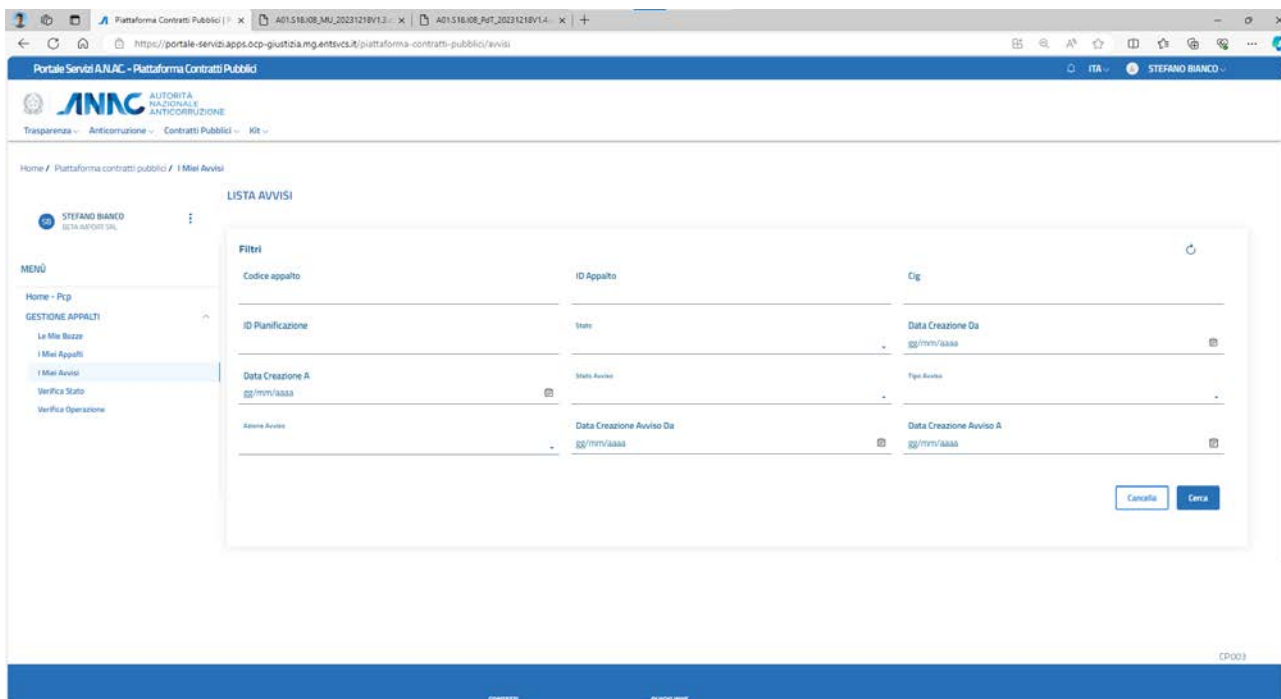 Piattaforma Contratti Pubblici | P
A01.S18.I08_MU_20231218V1.3
A01.S18.I08_PdT_20231218V1.4
https://portale-servizi.apps.ocp-giustizia.mg.entsvcs.it/piattaforma-contratti-pubblici/avvisi
Portale Servizi A.N.AC. - Piattaforma Contratti Pubblici
ITA
STEFANO BIANCO
ANAC
AUTORITÀ
NAZIONALE
ANTICORRUZIONE
Trasparenza Anticorruzione Contratti Pubblici Kit
Home / Piattaforma contratti pubblici / I Miei Avvisi
LISTA AVVISI
SB
STEFANO BIANCO
BETA IMPORT SRL
MENÙ
Home - Pcp
GESTIONE APPALTI
Le Mie Bozze
I Miei Appalti
I Miei Avvisi
Verifica Stato
Verifica Operazione
Filtri
Codice appalto ID Appalto Cig
ID Pianificazione Stato Data Creazione Da
gg/mm/aaaa
Data Creazione A Stato Avviso Tipo Avviso
gg/mm/aaaa
Azione Avviso Data Creazione Avviso Da Data Creazione Avviso A
gg/mm/aaaa gg/mm/aaaa
Cancella Cerca
CP003